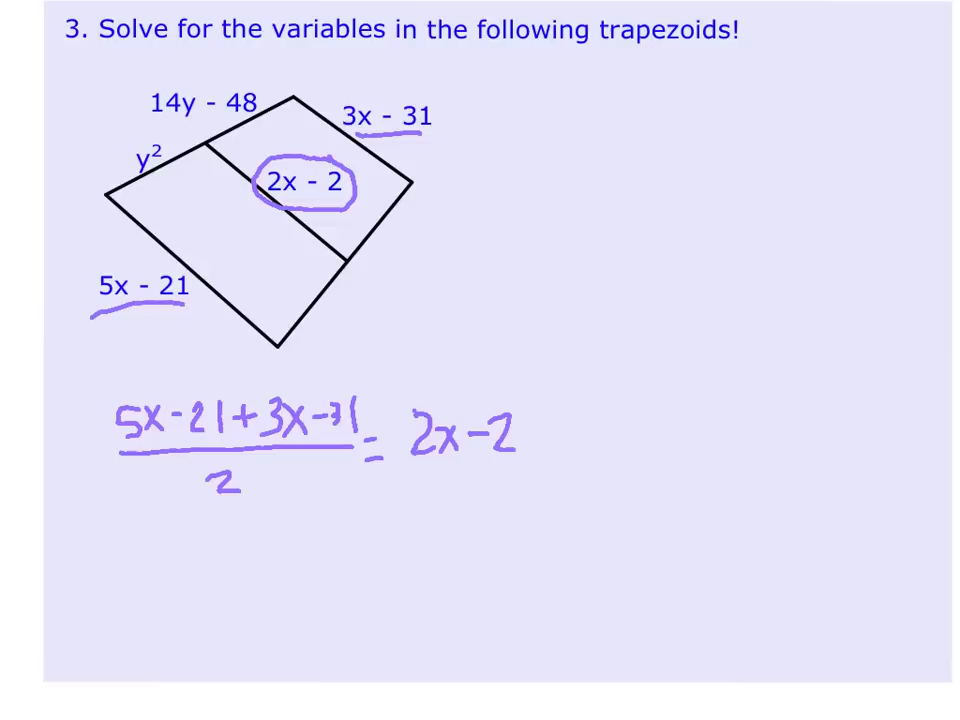 3. Solve for the variables in the following trapezoids!
14y - 48
3x - 31
y²
2x - 2
5x - 21
5x - 21 + 3x - 31 = 2x - 2
2